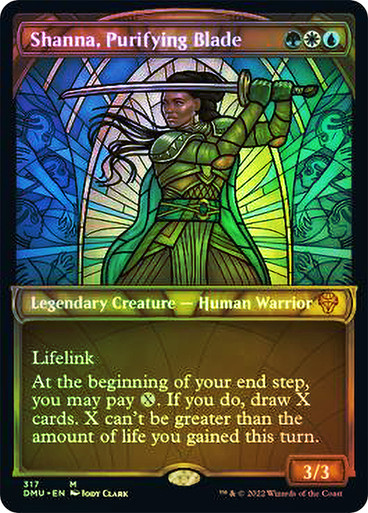 Shanna, Purifying Blade
Legendary Creature — Human Warrior
Lifelink
At the beginning of your end step,
you may pay X. If you do, draw X
cards. X can't be greater than the
amount of life you gained this turn.
3/3
317 M
DMU • EN Jody Clark
™ & © 2022 Wizards of the Coast